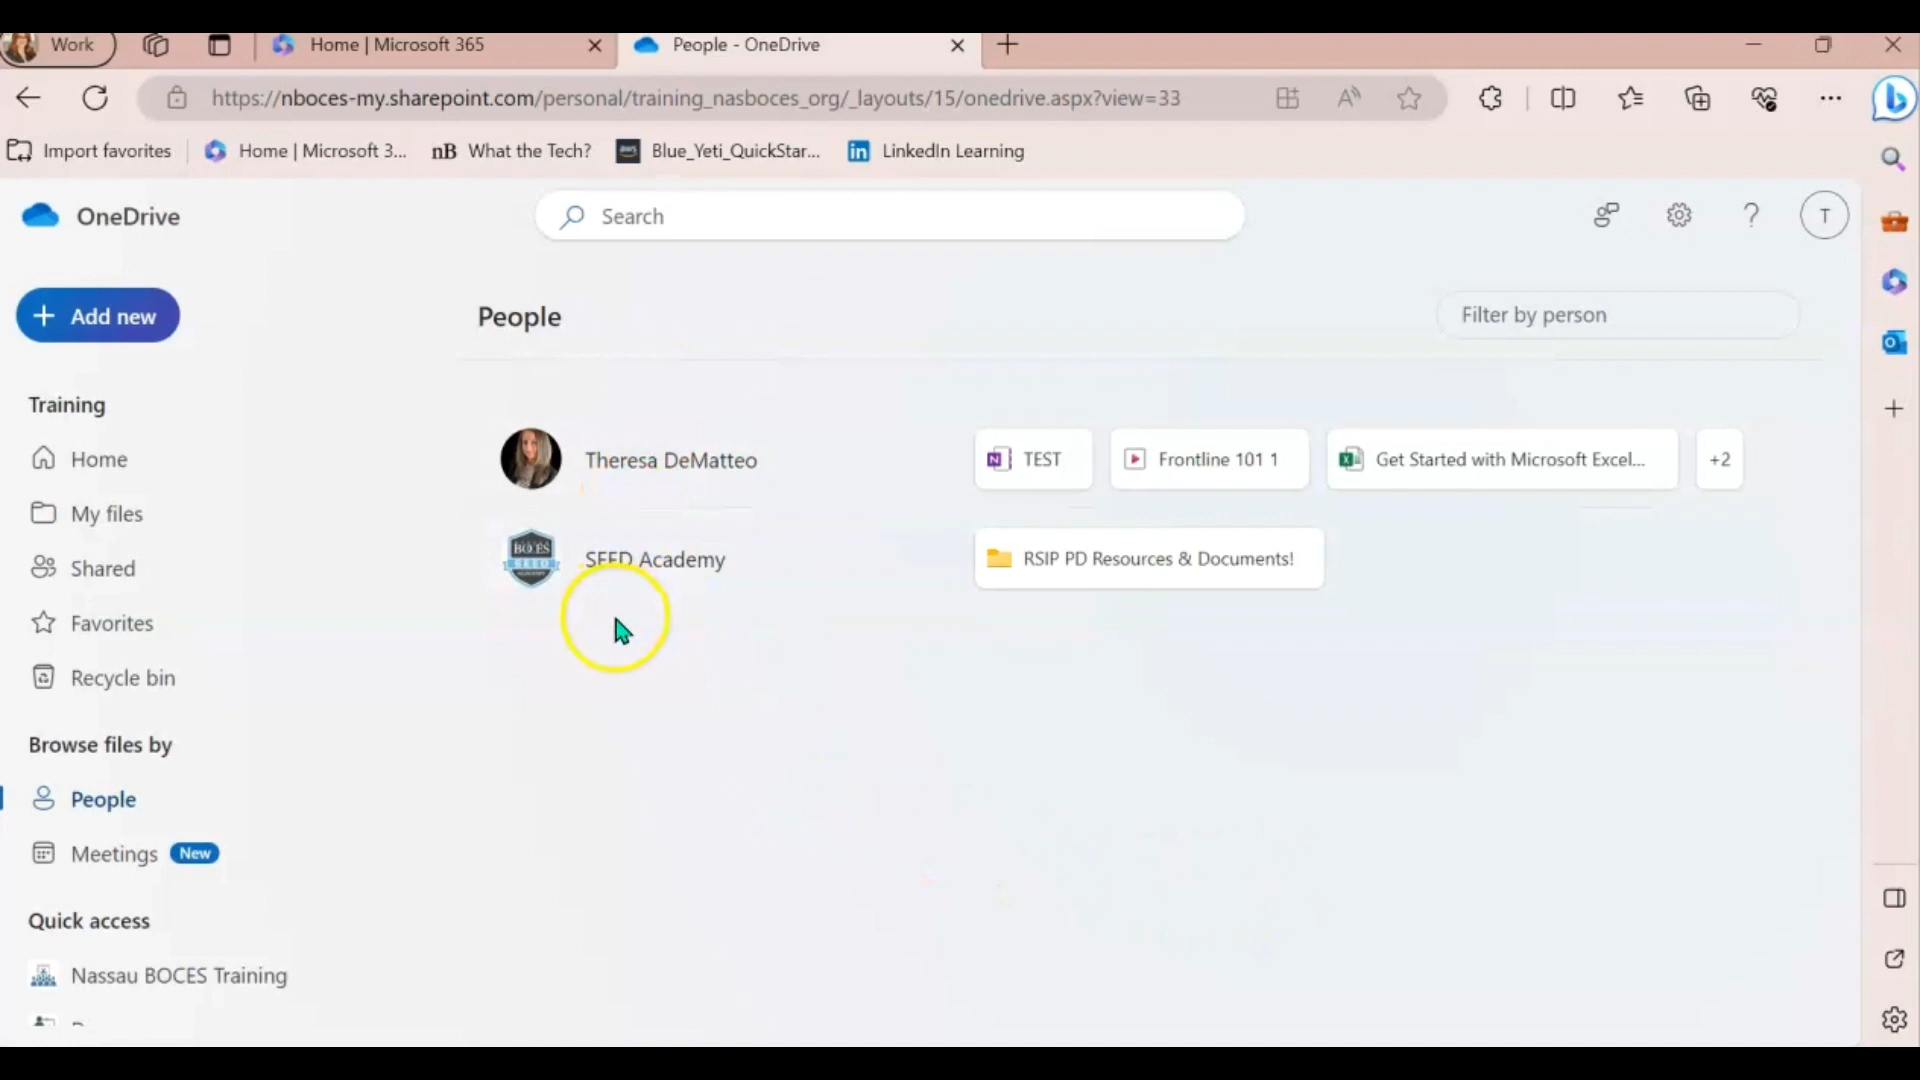 Work
Home | Microsoft 365
People - OneDrive
https://nboces-my.sharepoint.com/personal/training_nasboces_org/_layouts/15/onedrive.aspx?view=33
Import favorites
Home | Microsoft 3...
nB What the Tech?
aws Blue_Yeti_QuickStar...
in LinkedIn Learning
OneDrive
Search
T
Add new
People
Filter by person
Training
Home
My files
Shared
Favorites
Recycle bin
Browse files by
People
Meetings New
Quick access
Nassau BOCES Training
Theresa DeMatteo
TEST
Frontline 101 1
Get Started with Microsoft Excel...
+2
BOCES
SEED
SEED Academy
RSIP PD Resources & Documents!